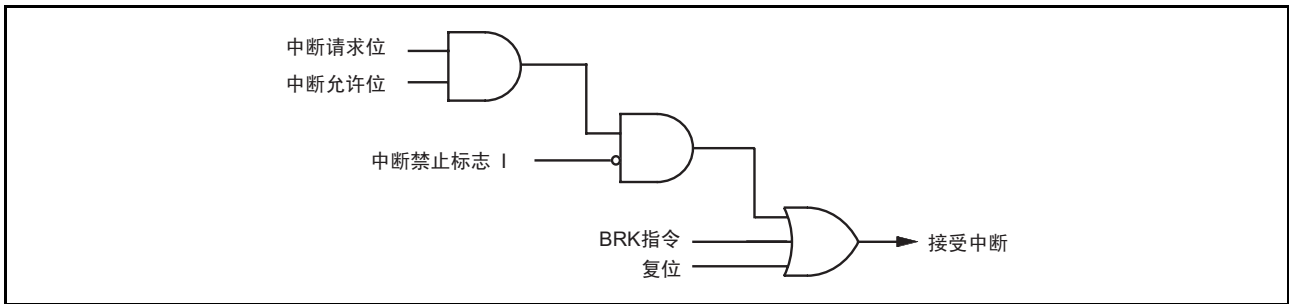 中断请求位
中断允许位
中断禁止标志 I
BRK指令
接受中断
复位